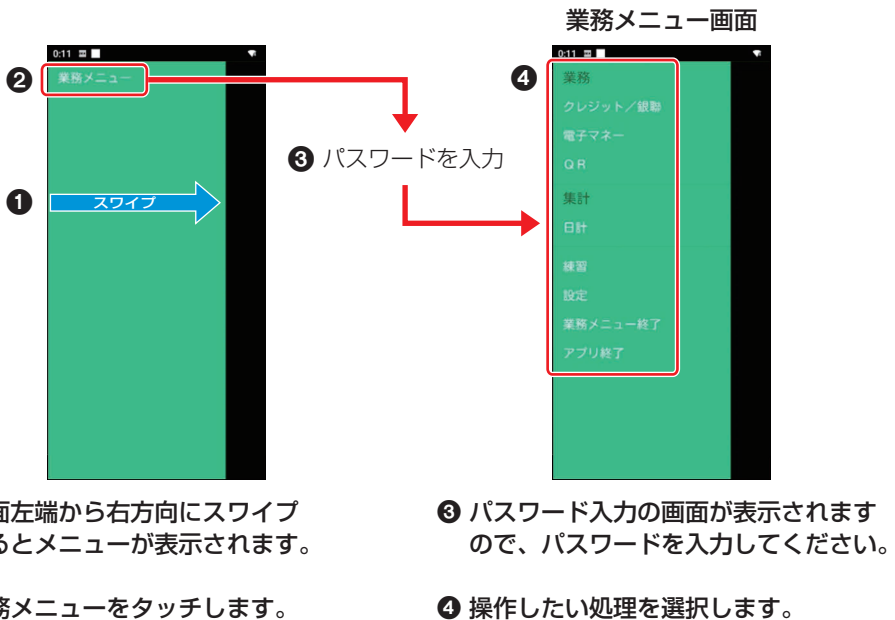 業務メニュー画面
0:11
業務メニュー
❷
❶
スワイプ
❸ パスワードを入力
0:11
❹
業務
クレジット／銀聯
電子マネー
ＱＲ
集計
日計
練習
設定
業務メニュー終了
アプリ終了
面左端から右方向にスワイプ
るとメニューが表示されます。
務メニューをタッチします。
❸ パスワード入力の画面が表示されます
ので、パスワードを入力してください。
❹ 操作したい処理を選択します。